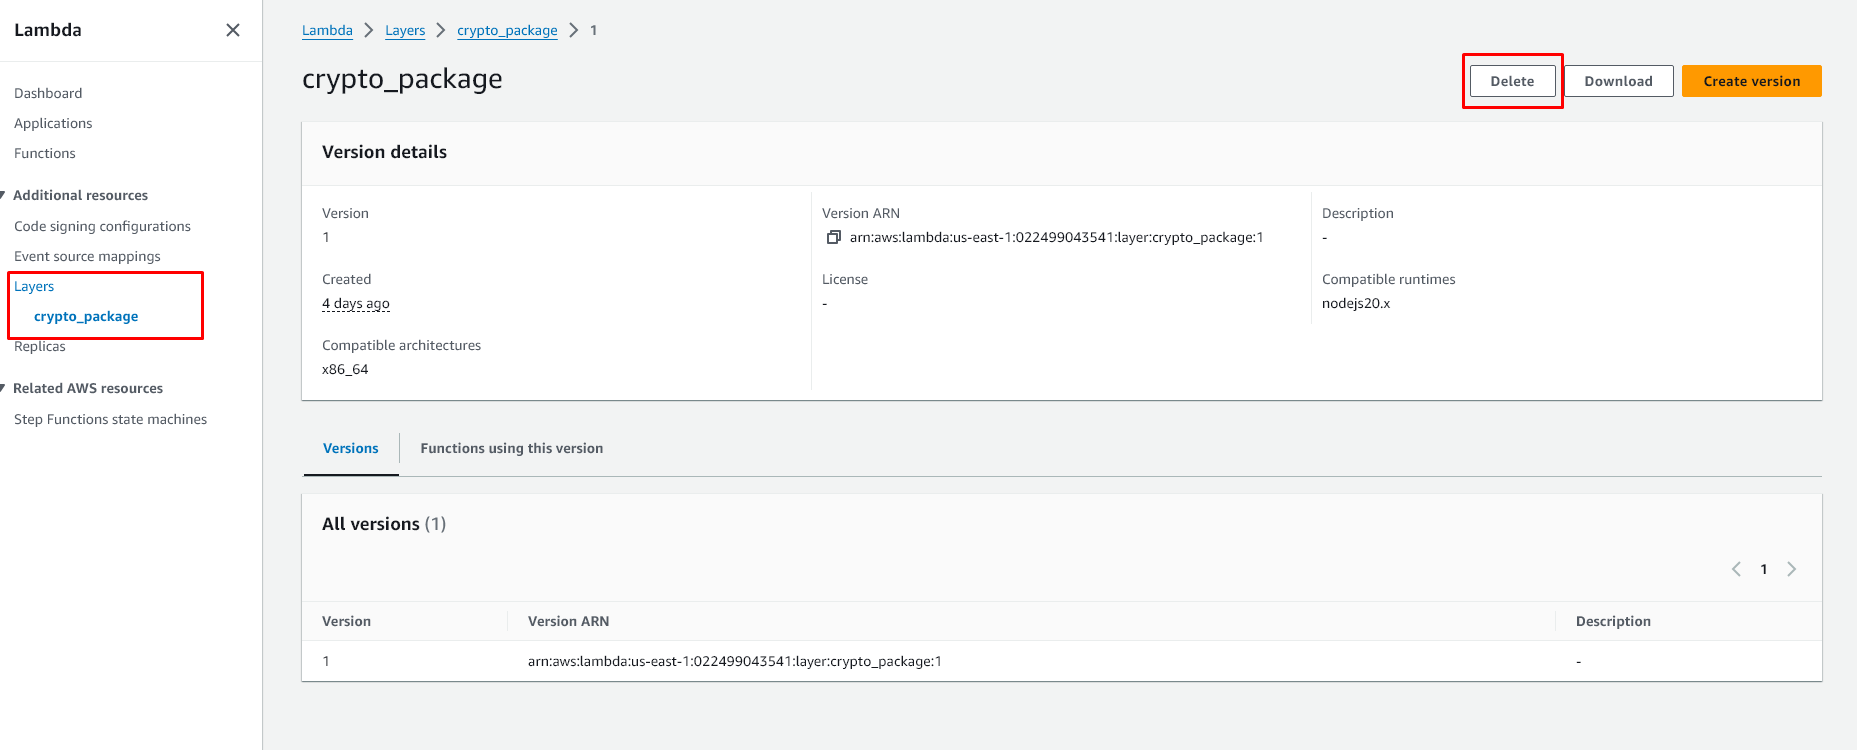 Lambda
Dashboard
Applications
Functions
Additional resources
Code signing configurations
Event source mappings
Layers
crypto_package
Replicas
Related AWS resources
Step Functions state machines
Lambda Layers crypto_package 1
crypto_package
Delete Download Create version
Version details
Version
1
Created
4 days ago
Compatible architectures
x86_64
Version ARN
arn:aws:lambda:us-east-1:022499043541:layer:crypto_package:1
License
-
Description
-
Compatible runtimes
nodejs20.x
Versions Functions using this version
All versions (1)
1
Version Version ARN Description
1 arn:aws:lambda:us-east-1:022499043541:layer:crypto_package:1 -